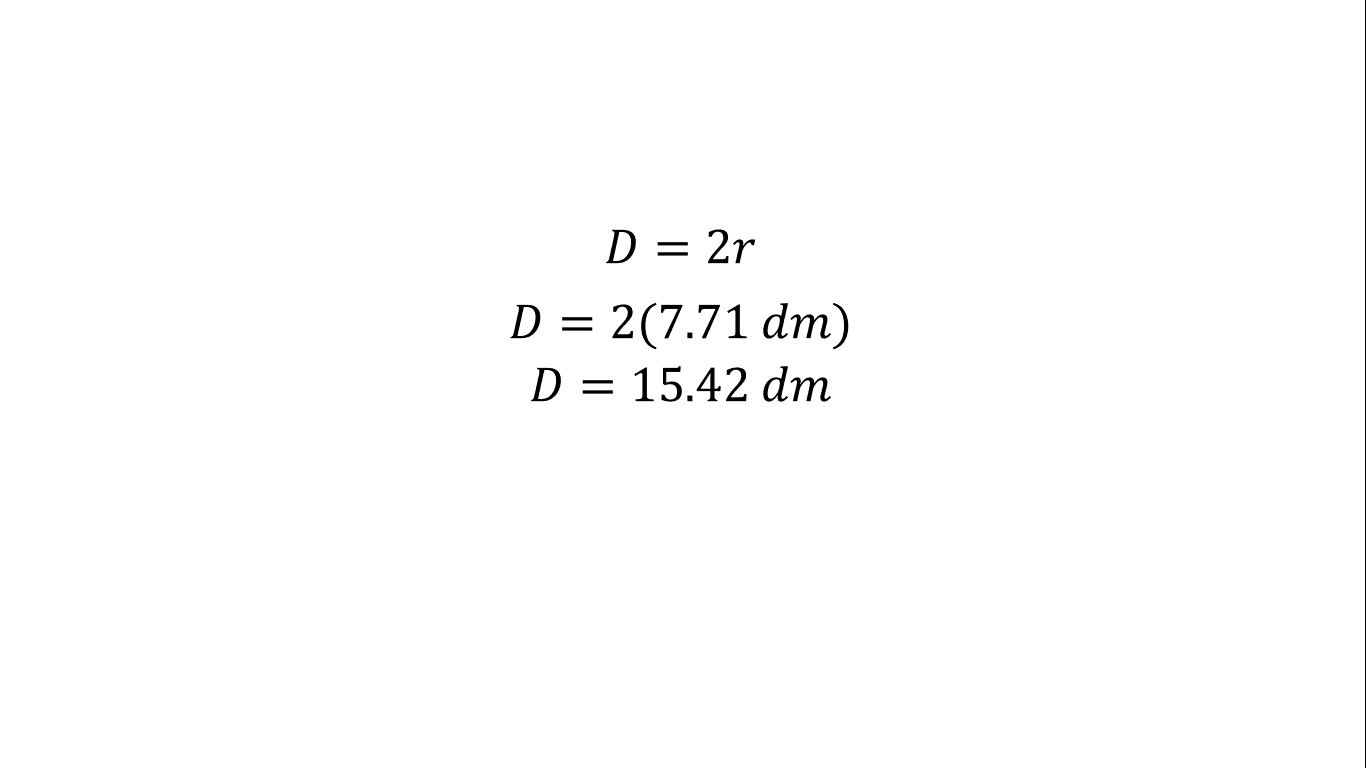 D = 2r
D = 2(7.71 dm)
D = 15.42 dm